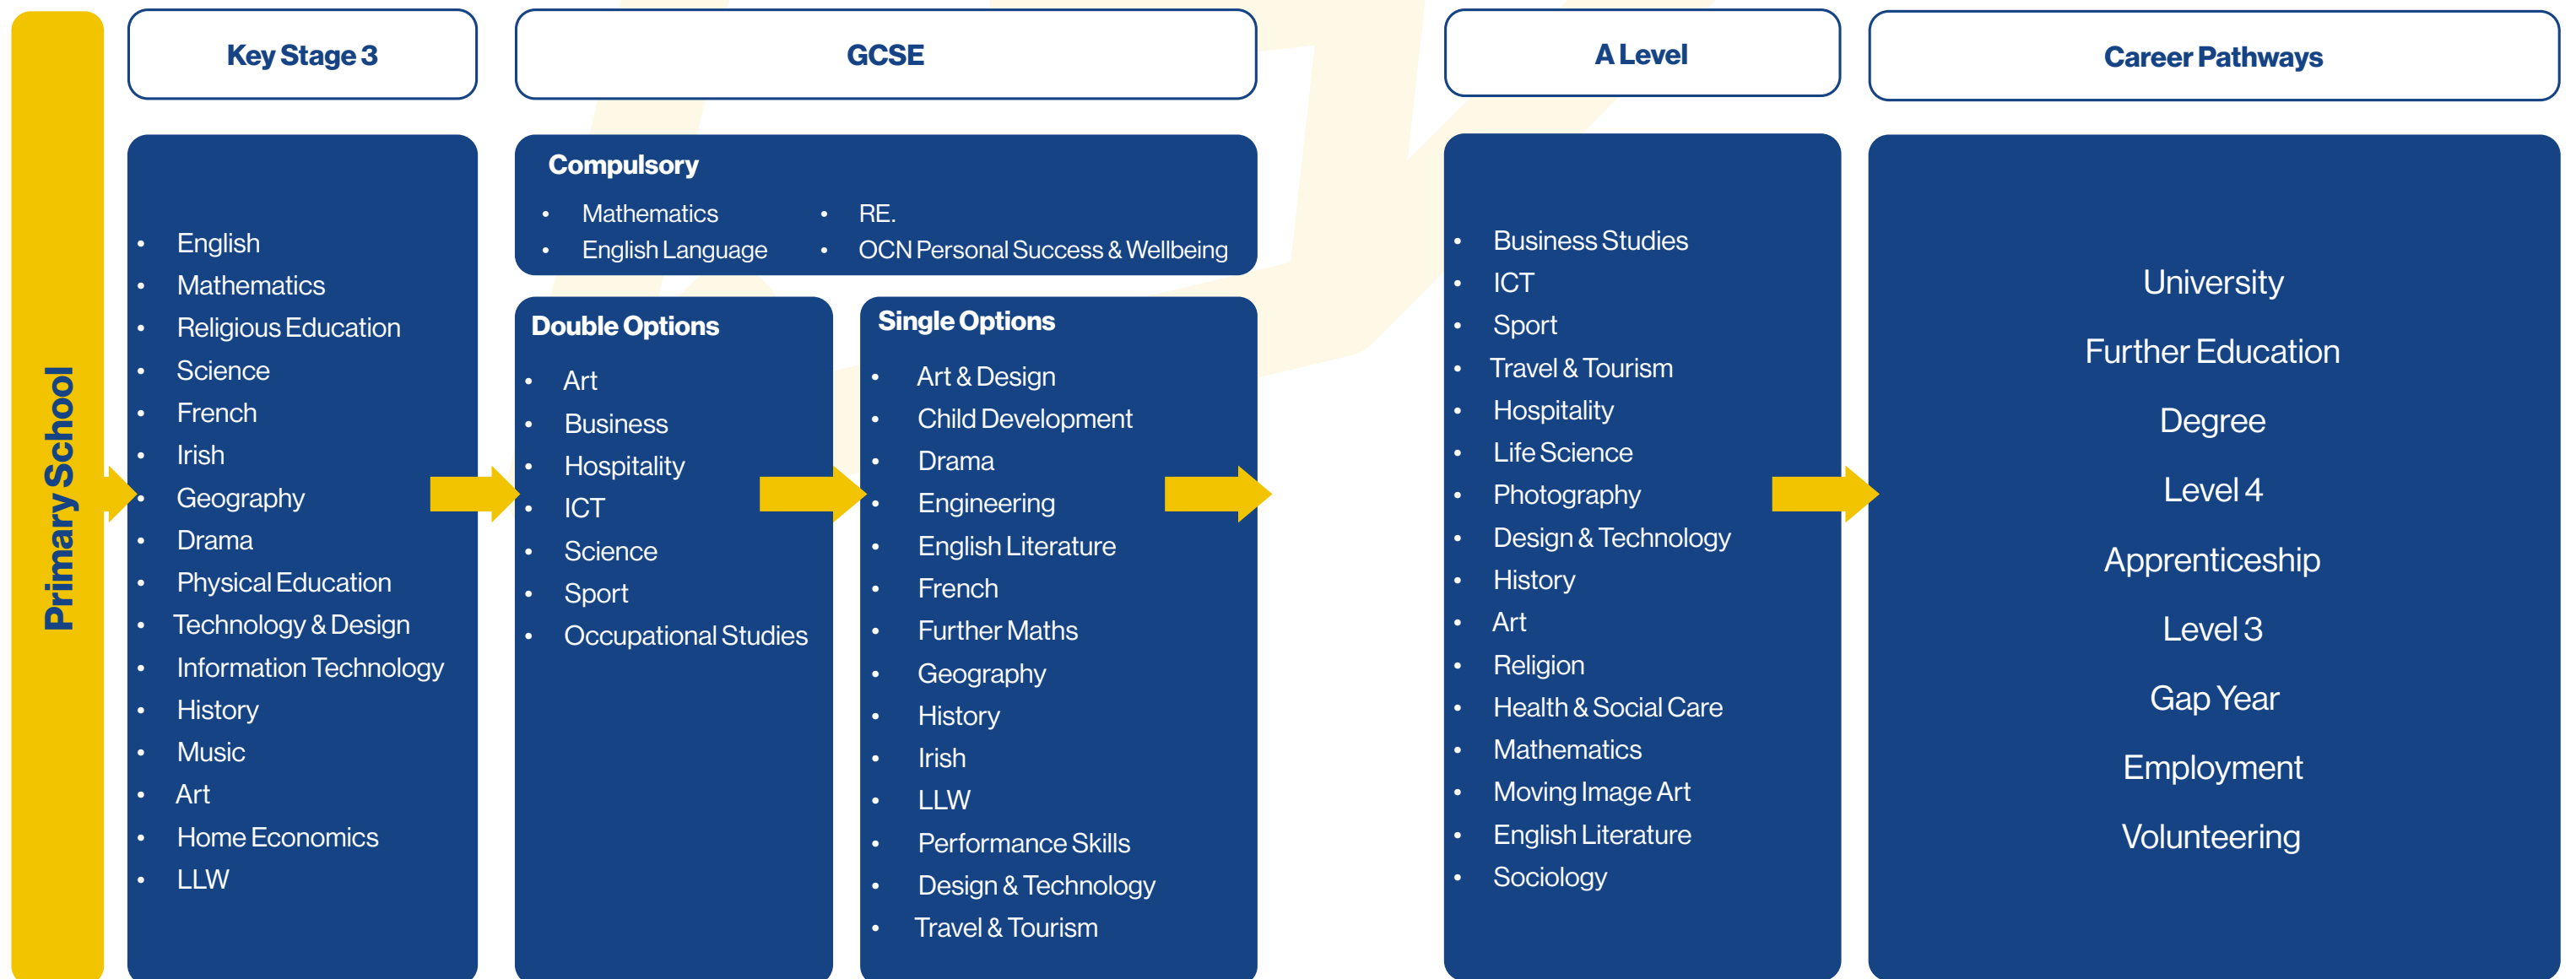 Primary School
Key Stage 3
• English
• Mathematics
• Religious Education
• Science
• French
• Irish
• Geography
• Drama
• Physical Education
• Technology & Design
• Information Technology
• History
• Music
• Art
• Home Economics
• LLW
GCSE
Compulsory
• Mathematics
• English Language
• RE.
• OCN Personal Success & Wellbeing
Double Options
• Art
• Business
• Hospitality
• ICT
• Science
• Sport
• Occupational Studies
Single Options
• Art & Design
• Child Development
• Drama
• Engineering
• English Literature
• French
• Further Maths
• Geography
• History
• Irish
• LLW
• Performance Skills
• Design & Technology
• Travel & Tourism
A Level
• Business Studies
• ICT
• Sport
• Travel & Tourism
• Hospitality
• Life Science
• Photography
• Design & Technology
• History
• Art
• Religion
• Health & Social Care
• Mathematics
• Moving Image Art
• English Literature
• Sociology
Career Pathways
University
Further Education
Degree
Level 4
Apprenticeship
Level 3
Gap Year
Employment
Volunteering